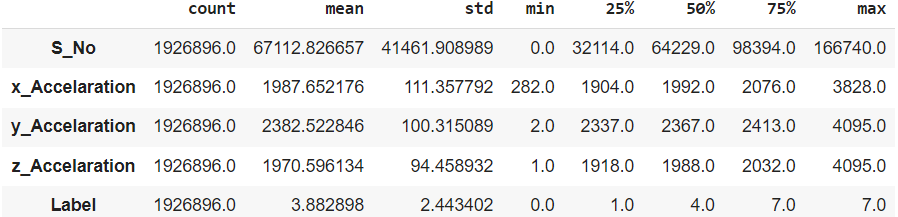 count mean std min 25% 50% 75% max
S_No 1926896.0 67112.826657 41461.908989 0.0 32114.0 64229.0 98394.0 166740.0
x_Accelaration 1926896.0 1987.652176 111.357792 282.0 1904.0 1992.0 2076.0 3828.0
y_Accelaration 1926896.0 2382.522846 100.315089 2.0 2337.0 2367.0 2413.0 4095.0
z_Accelaration 1926896.0 1970.596134 94.458932 1.0 1918.0 1988.0 2032.0 4095.0
Label 1926896.0 3.882898 2.443402 0.0 1.0 4.0 7.0 7.0